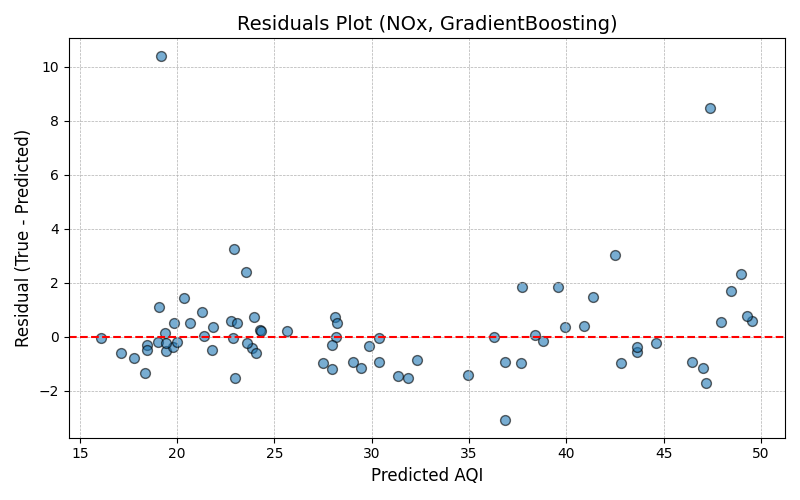 Residuals Plot (NOx, GradientBoosting)
Residual (True - Predicted)
10
8
6
4
2
0
−2
15 20 25 30 35 40 45 50
Predicted AQI